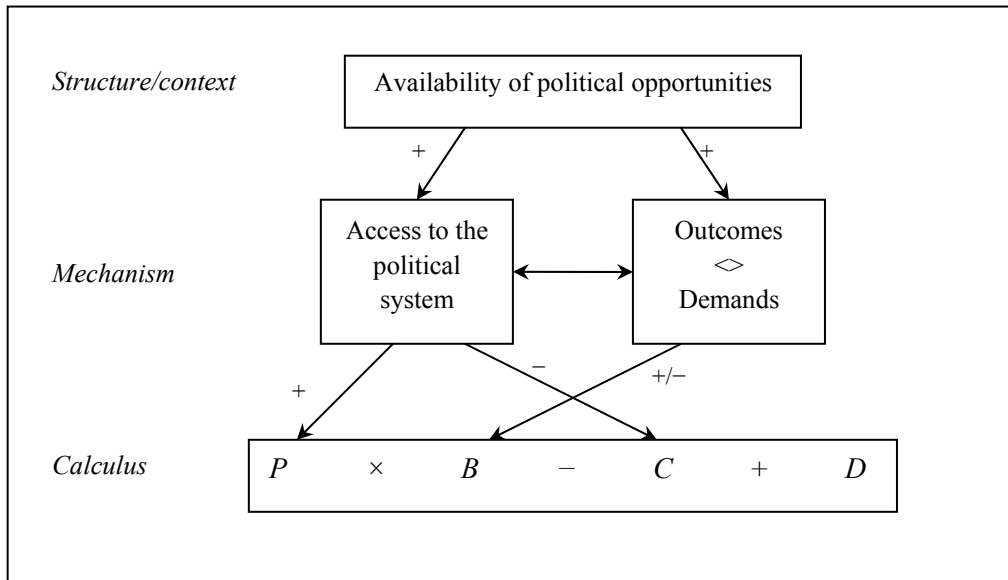 Structure/context
Availability of political opportunities
+
+
Access to the
political
system
Outcomes
<>
Demands
Mechanism
+
−
+/−
Calculus
P × B − C + D